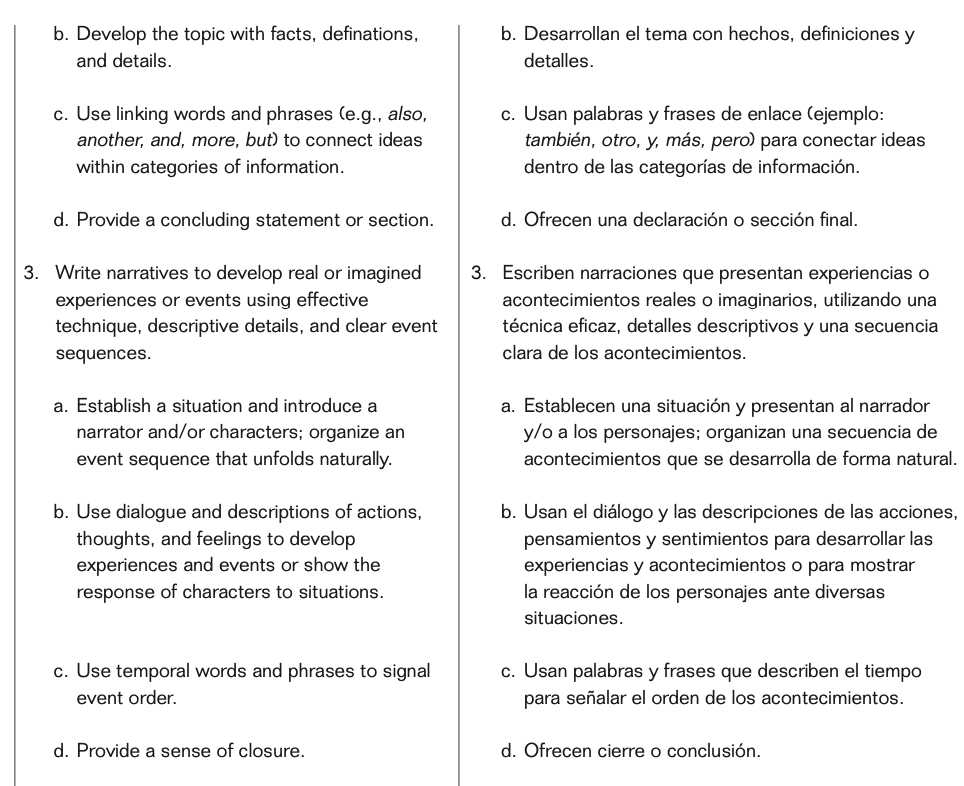 b. Develop the topic with facts, definations,
and details.
c. Use linking words and phrases (e.g., also,
another, and, more, but) to connect ideas
within categories of information.
d. Provide a concluding statement or section.
3. Write narratives to develop real or imagined
experiences or events using effective
technique, descriptive details, and clear event
sequences.
a. Establish a situation and introduce a
narrator and/or characters; organize an
event sequence that unfolds naturally.
b. Use dialogue and descriptions of actions,
thoughts, and feelings to develop
experiences and events or show the
response of characters to situations.
c. Use temporal words and phrases to signal
event order.
d. Provide a sense of closure.
b. Desarrollan el tema con hechos, definiciones y
detalles.
c. Usan palabras y frases de enlace (ejemplo:
también, otro, y, más, pero) para conectar ideas
dentro de las categorías de información.
d. Ofrecen una declaración o sección final.
3. Escriben narraciones que presentan experiencias o
acontecimientos reales o imaginarios, utilizando una
técnica eficaz, detalles descriptivos y una secuencia
clara de los acontecimientos.
a. Establecen una situación y presentan al narrador
y/o a los personajes; organizan una secuencia de
acontecimientos que se desarrolla de forma natural.
b. Usan el diálogo y las descripciones de las acciones,
pensamientos y sentimientos para desarrollar las
experiencias y acontecimientos o para mostrar
la reacción de los personajes ante diversas
situaciones.
c. Usan palabras y frases que describen el tiempo
para señalar el orden de los acontecimientos.
d. Ofrecen cierre o conclusión.